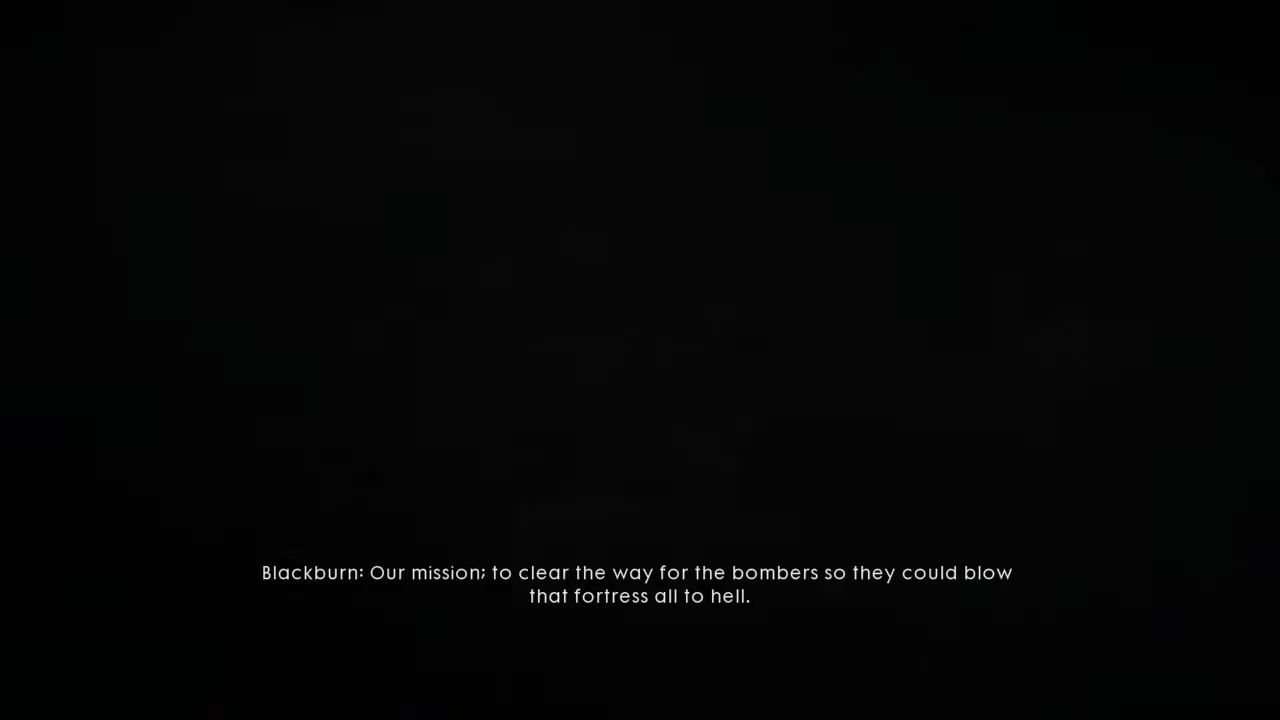 Blackburn: Our mission; to clear the way for the bombers so they could blow
that fortress all to hell.